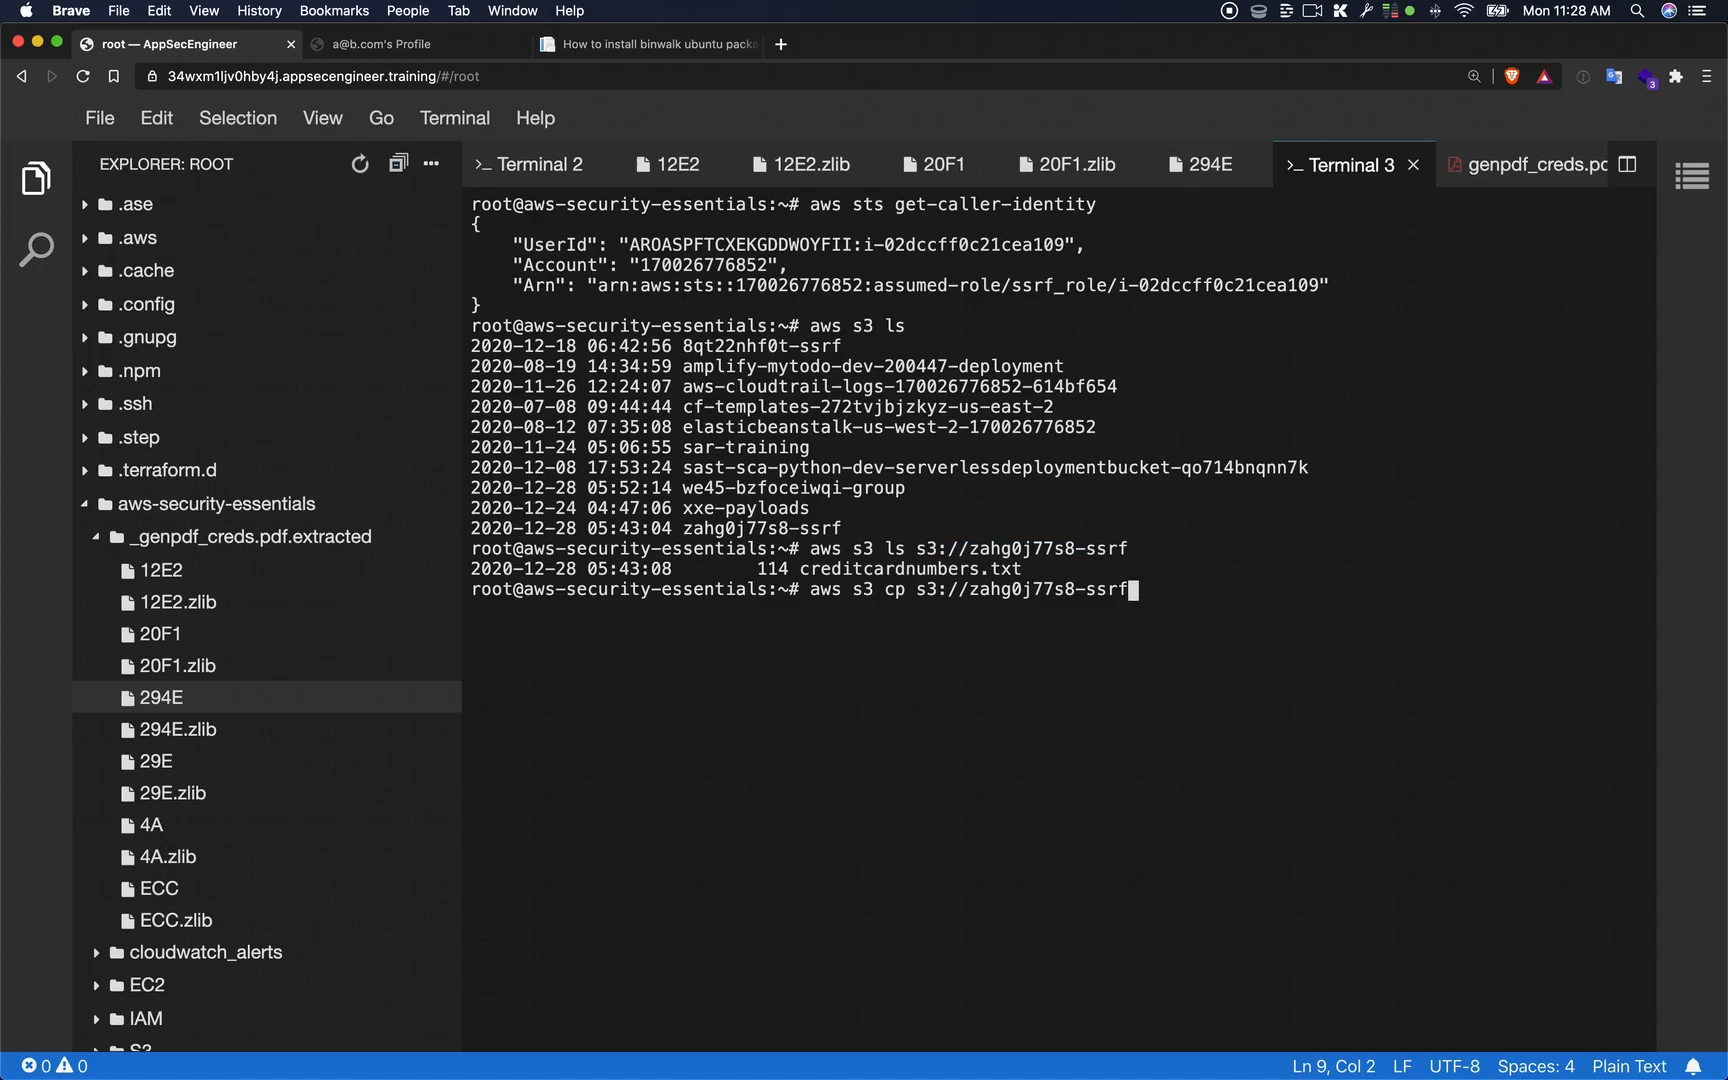 Brave File Edit View History Bookmarks People Tab Window Help Mon 11:28 AM
root — AppSecEngineer a@b.com's Profile How to install binwalk ubuntu packa
34wxm1ljv0hby4j.appsecengineer.training/#/root 3
File Edit Selection View Go Terminal Help
EXPLORER: ROOT
>_ Terminal 2 12E2 12E2.zlib 20F1 20F1.zlib 294E >_ Terminal 3 genpdf_creds.pd
.ase
.aws
.cache
.config
.gnupg
.npm
.ssh
.step
.terraform.d
aws-security-essentials
_genpdf_creds.pdf.extracted
12E2
12E2.zlib
20F1
20F1.zlib
294E
294E.zlib
29E
29E.zlib
4A
4A.zlib
ECC
ECC.zlib
cloudwatch_alerts
EC2
IAM
S3
root@aws-security-essentials:~# aws sts get-caller-identity
{
"UserId": "AROASPFTCXEKGDDWOYFII:i-02dccff0c21cea109",
"Account": "170026776852",
"Arn": "arn:aws:sts::170026776852:assumed-role/ssrf_role/i-02dccff0c21cea109"
}
root@aws-security-essentials:~# aws s3 ls
2020-12-18 06:42:56 8qt22nhf0t-ssrf
2020-08-19 14:34:59 amplify-mytodo-dev-200447-deployment
2020-11-26 12:24:07 aws-cloudtrail-logs-170026776852-614bf654
2020-07-08 09:44:44 cf-templates-272tvjbjzkyz-us-east-2
2020-08-12 07:35:08 elasticbeanstalk-us-west-2-170026776852
2020-11-24 05:06:55 sar-training
2020-12-08 17:53:24 sast-sca-python-dev-serverlessdeploymentbucket-qo714bnqnn7k
2020-12-28 05:52:14 we45-bzfoceiwqi-group
2020-12-24 04:47:06 xxe-payloads
2020-12-28 05:43:04 zahg0j77s8-ssrf
root@aws-security-essentials:~# aws s3 ls s3://zahg0j77s8-ssrf
2020-12-28 05:43:08 114 creditcardnumbers.txt
root@aws-security-essentials:~# aws s3 cp s3://zahg0j77s8-ssrf
0 0 Ln 9, Col 2 LF UTF-8 Spaces: 4 Plain Text